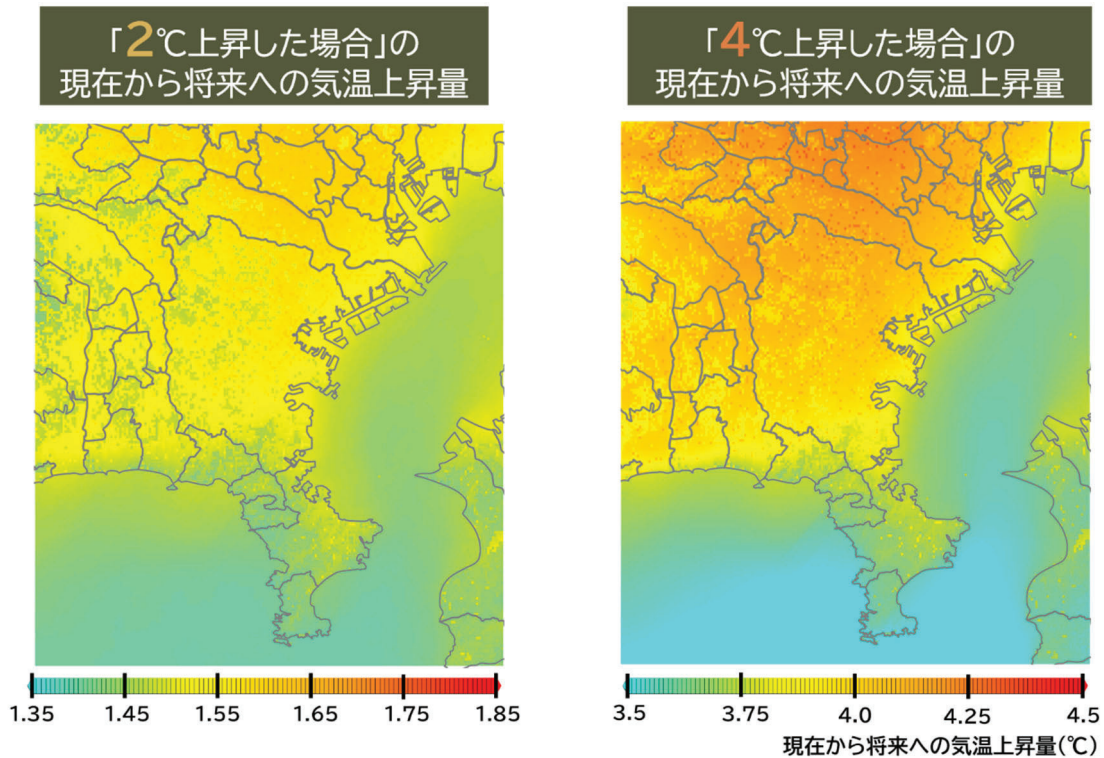 「2℃上昇した場合」の
現在から将来への気温上昇量
「4℃上昇した場合」の
現在から将来への気温上昇量
1.35 1.45 1.55 1.65 1.75 1.85
3.5 3.75 4.0 4.25 4.5
現在から将来への気温上昇量(℃)